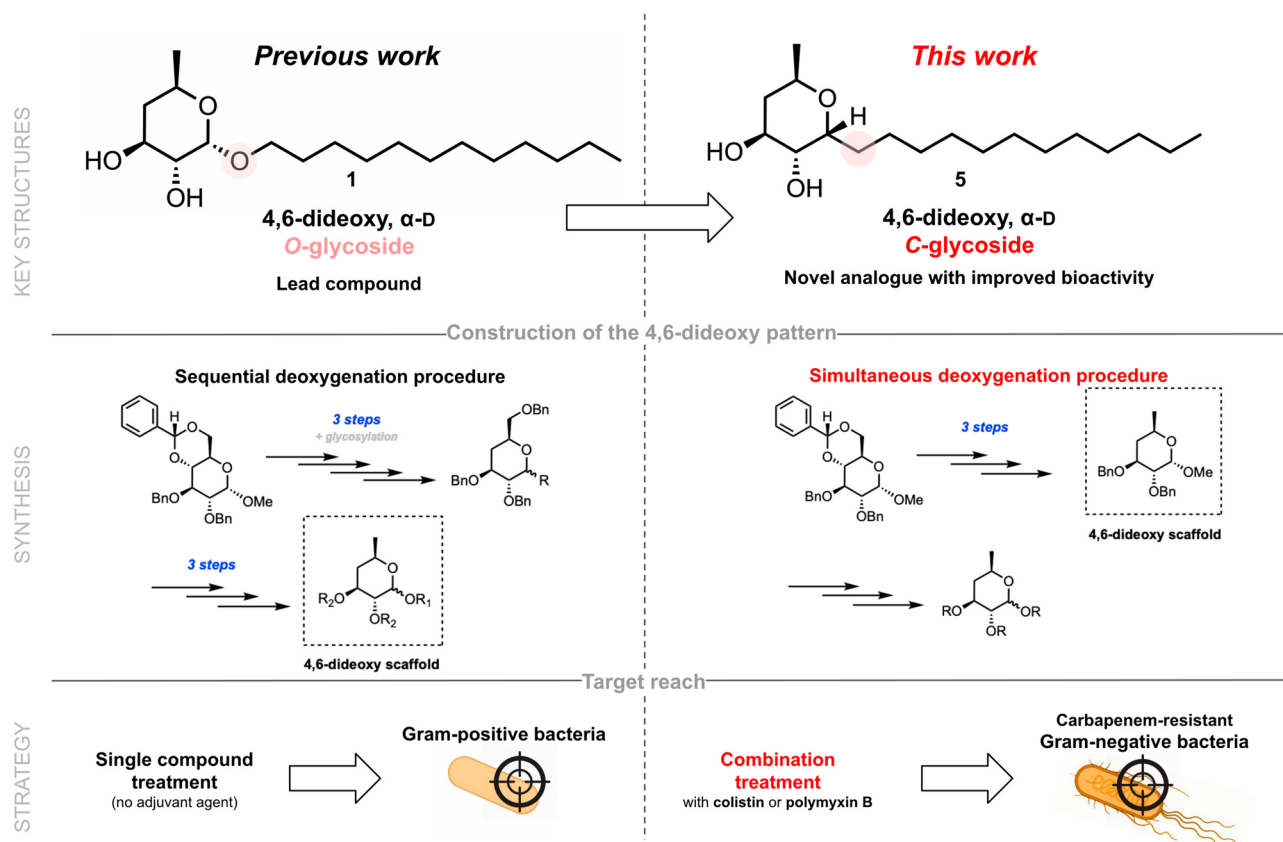 Previous work
This work
KEY STRUCTURES
O
HO
O
OH
1
4,6-dideoxy, α-D
O-glycoside
Lead compound
O
H
HO
OH
5
4,6-dideoxy, α-D
C-glycoside
Novel analogue with improved bioactivity
Construction of the 4,6-dideoxy pattern
SYNTHESIS
Sequential deoxygenation procedure
H
O
O
O
BnO
OMe
OBn
3 steps
+ glycosylation
OBn
O
BnO
R
OBn
3 steps
O
R2O
OR1
OR2
4,6-dideoxy scaffold
Simultaneous deoxygenation procedure
H
O
O
O
BnO
OMe
OBn
3 steps
O
BnO
OMe
OBn
4,6-dideoxy scaffold
O
RO
OR
OR
Target reach
STRATEGY
Single compound
treatment
(no adjuvant agent)
Gram-positive bacteria
Combination
treatment
with colistin or polymyxin B
Carbapenem-resistant
Gram-negative bacteria